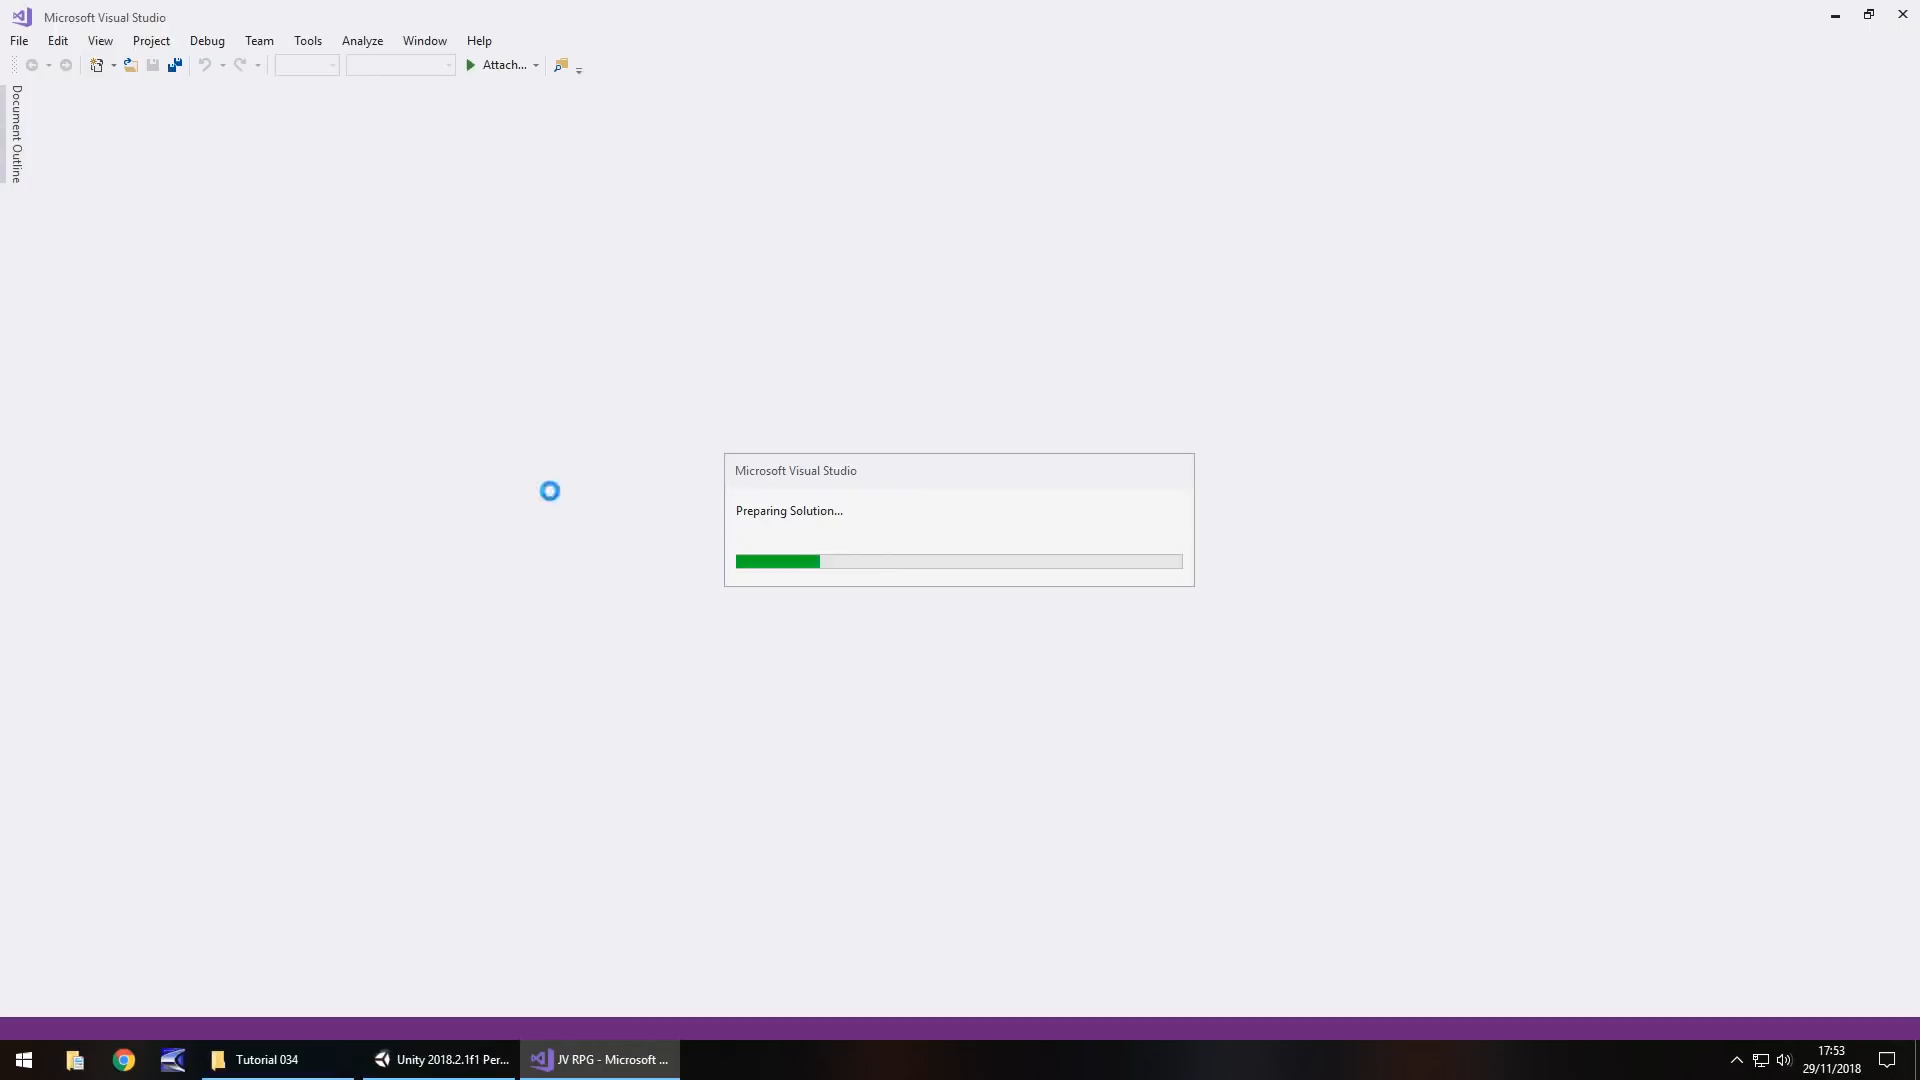 Microsoft Visual Studio
File Edit View Project Debug Team Tools Analyze Window Help
Attach...
Document Outline
Microsoft Visual Studio
Preparing Solution...
Tutorial 034
Unity 2018.2.1f1 Per...
JV RPG - Microsoft ...
17:53
29/11/2018